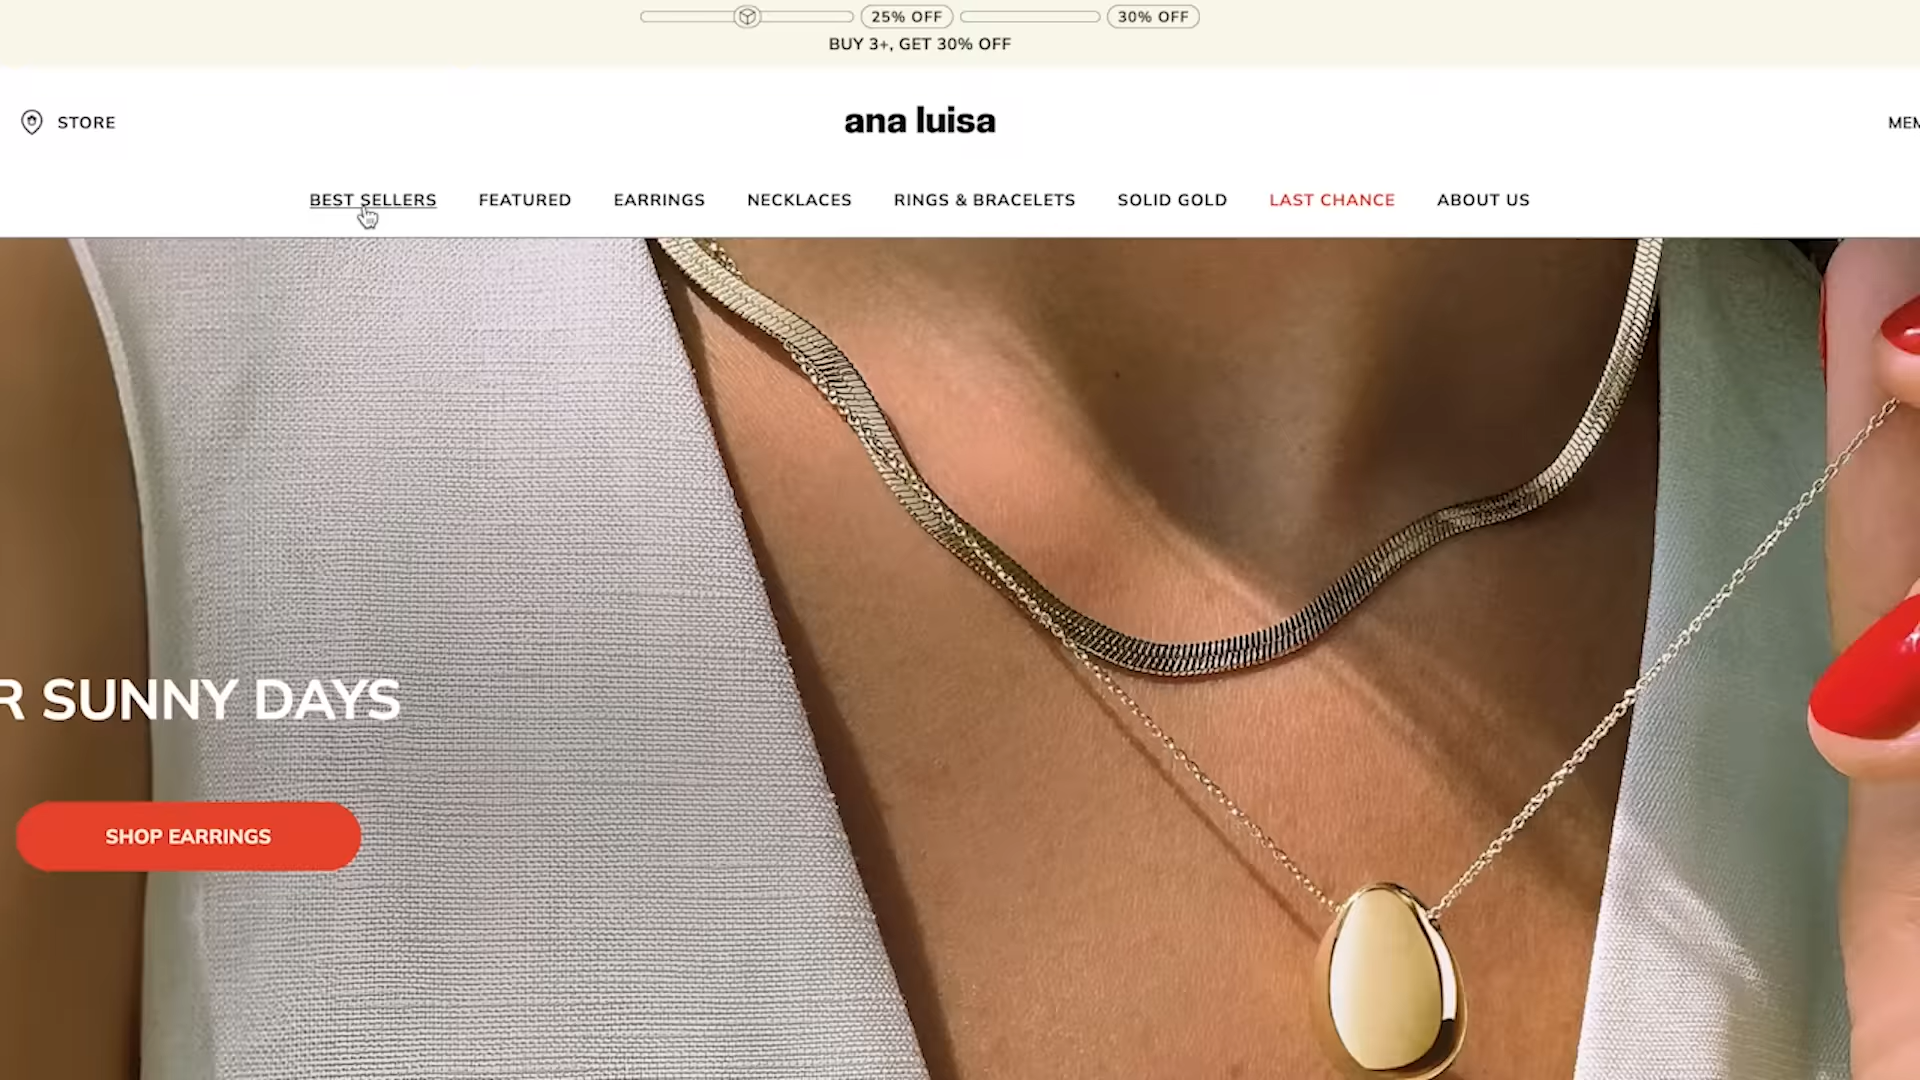 25% OFF 30% OFF
BUY 3+, GET 30% OFF
STORE
ana luisa
BEST SELLERS FEATURED EARRINGS NECKLACES RINGS & BRACELETS SOLID GOLD LAST CHANCE ABOUT US
SUNNY DAYS
SHOP EARRINGS